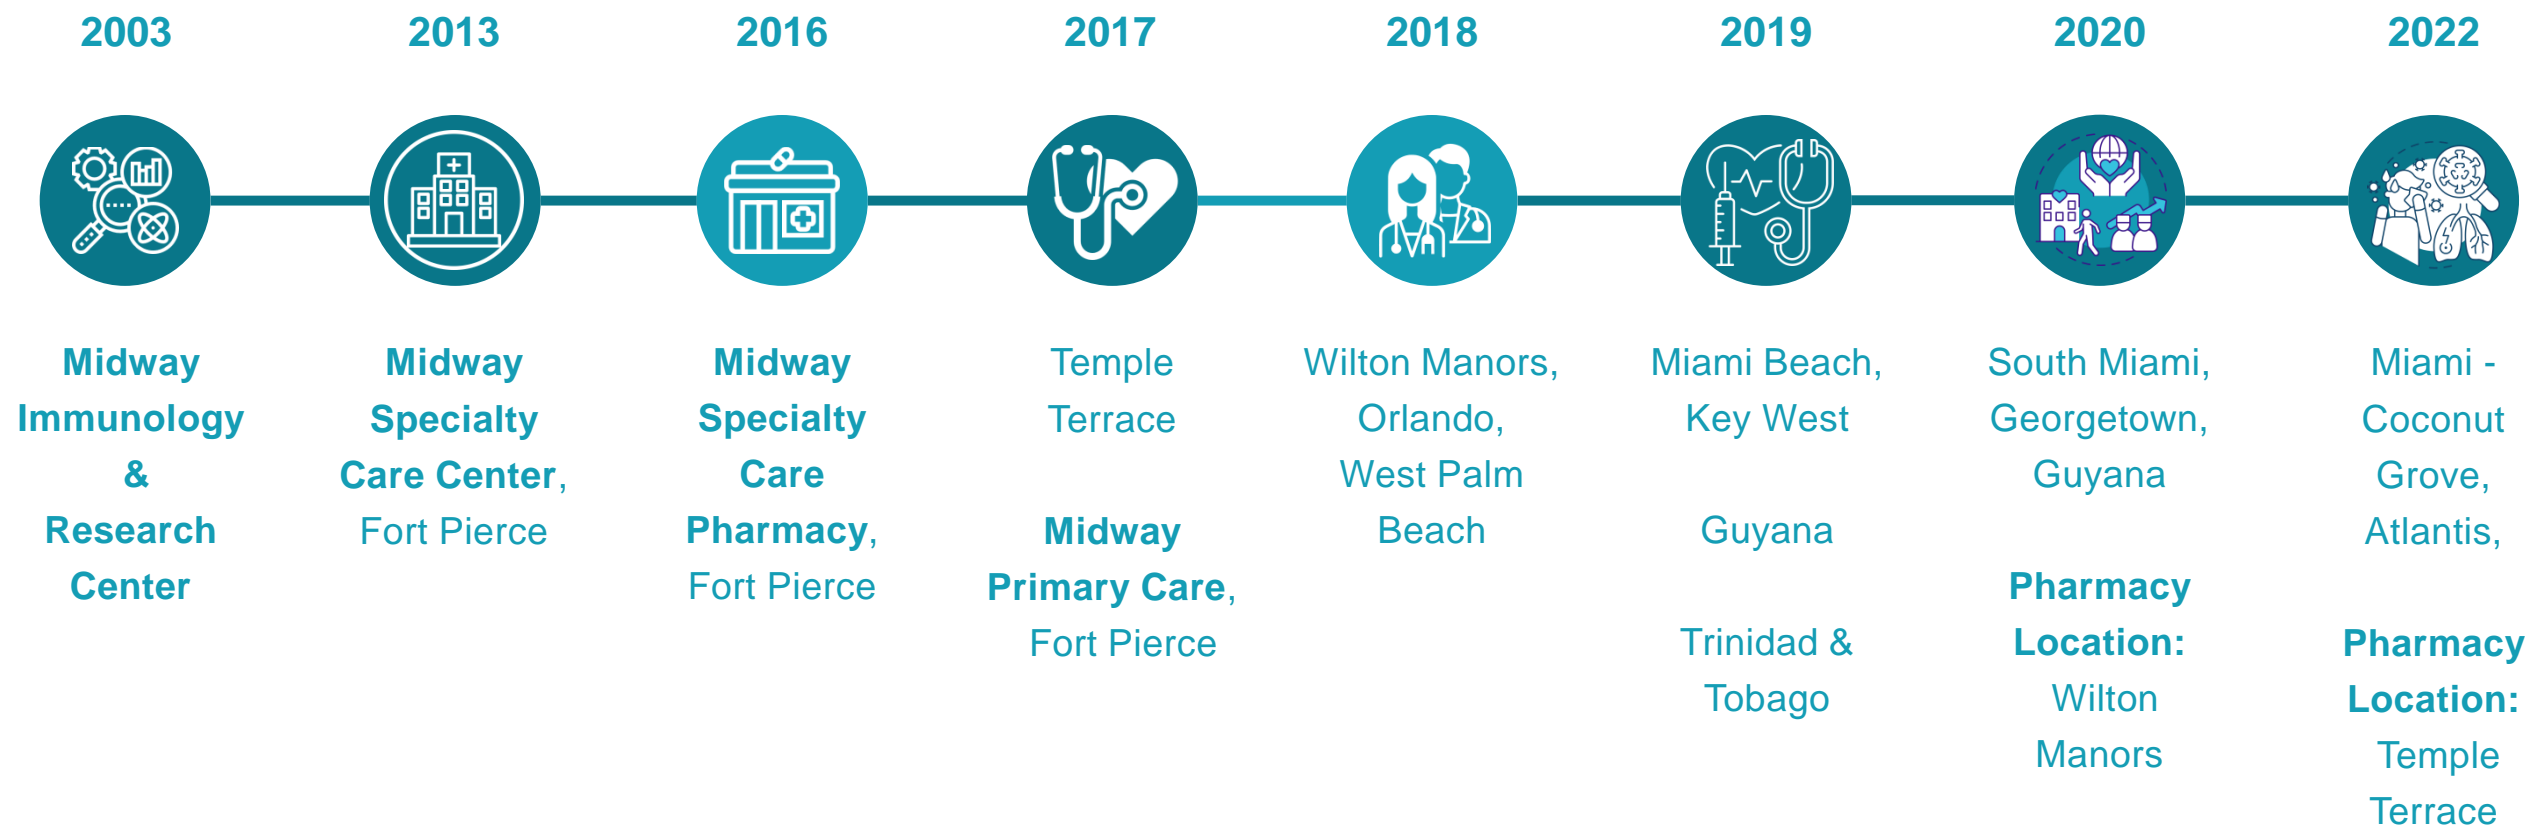 2003
Midway
Immunology
&
Research
Center
2013
Midway
Specialty
Care Center,
Fort Pierce
2016
Midway
Specialty
Care
Pharmacy,
Fort Pierce
2017
Temple
Terrace
Midway
Primary Care,
Fort Pierce
2018
Wilton Manors,
Orlando,
West Palm
Beach
2019
Miami Beach,
Key West
Guyana
Trinidad &
Tobago
2020
South Miami,
Georgetown,
Guyana
Pharmacy
Location:
Wilton
Manors
2022
Miami -
Coconut
Grove,
Atlantis,
Pharmacy
Location:
Temple
Terrace